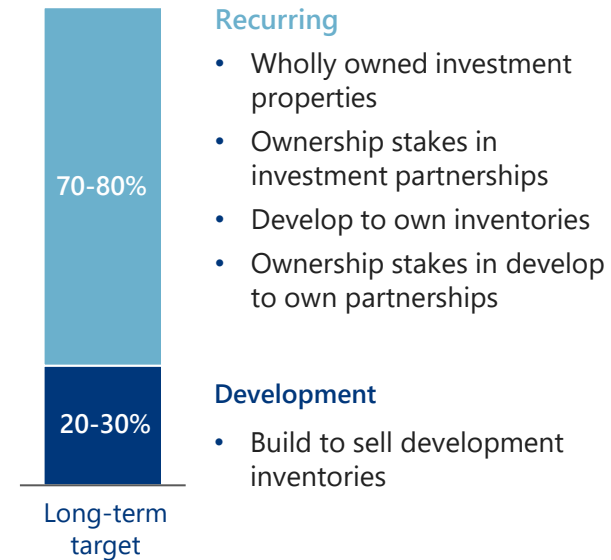 Recurring
• Wholly owned investment
properties
• Ownership stakes in
investment partnerships
70-80%
• Develop to own inventories
• Ownership stakes in develop
to own partnerships
Development
20-30%
• Build to sell development
inventories
Long-term
target